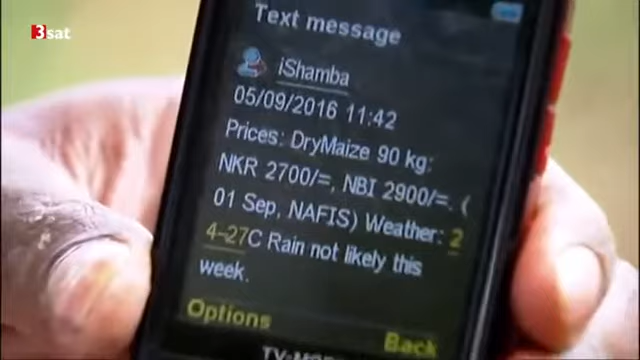 3sat
Text message
iShamba
05/09/2016 11:42
Prices: DryMaize 90 kg:
NKR 2700/=, NBI 2900/=. (
01 Sep, NAFIS) Weather: 2
4-27C Rain not likely this
week.
Options Back